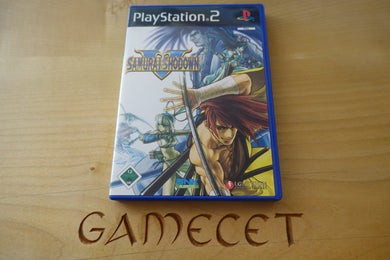 PlayStation.2
V
SAMURAI SHODOWN
GAMECET